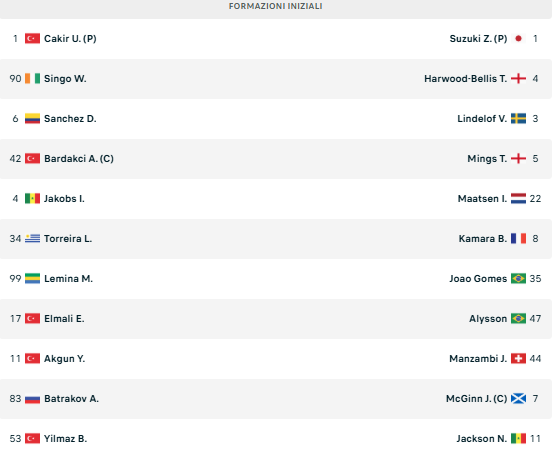 FORMAZIONI INIZIALI
1 Cakir U. (P) Suzuki Z. (P) 1
90 Singo W. Harwood-Bellis T. 4
6 Sanchez D. Lindelof V. 3
42 Bardakci A. (C) Mings T. 5
4 Jakobs I. Maatsen I. 22
34 Torreira L. Kamara B. 8
99 Lemina M. Joao Gomes 35
17 Elmali E. Alysson 47
11 Akgun Y. Manzambi J. 44
83 Batrakov A. McGinn J. (C) 7
53 Yilmaz B. Jackson N. 11